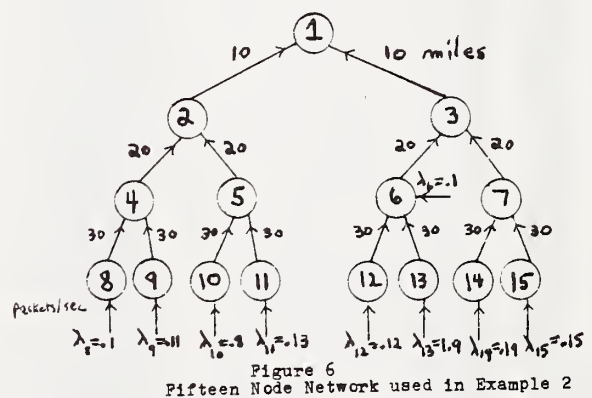 1
10 10 miles
2 3
20 20 20 20
4 5 6 λ₆=.1 7
30 30 30 30 30 30 30 30
8 9 10 11 12 13 14 15
packets/sec
λ₈=.1 λ₉=.11 λ₁₀=.8 λ₁₁=.13 λ₁₂=.12 λ₁₃=1.9 λ₁₄=.19 λ₁₅=.15
Figure 6
Fifteen Node Network used in Example 2